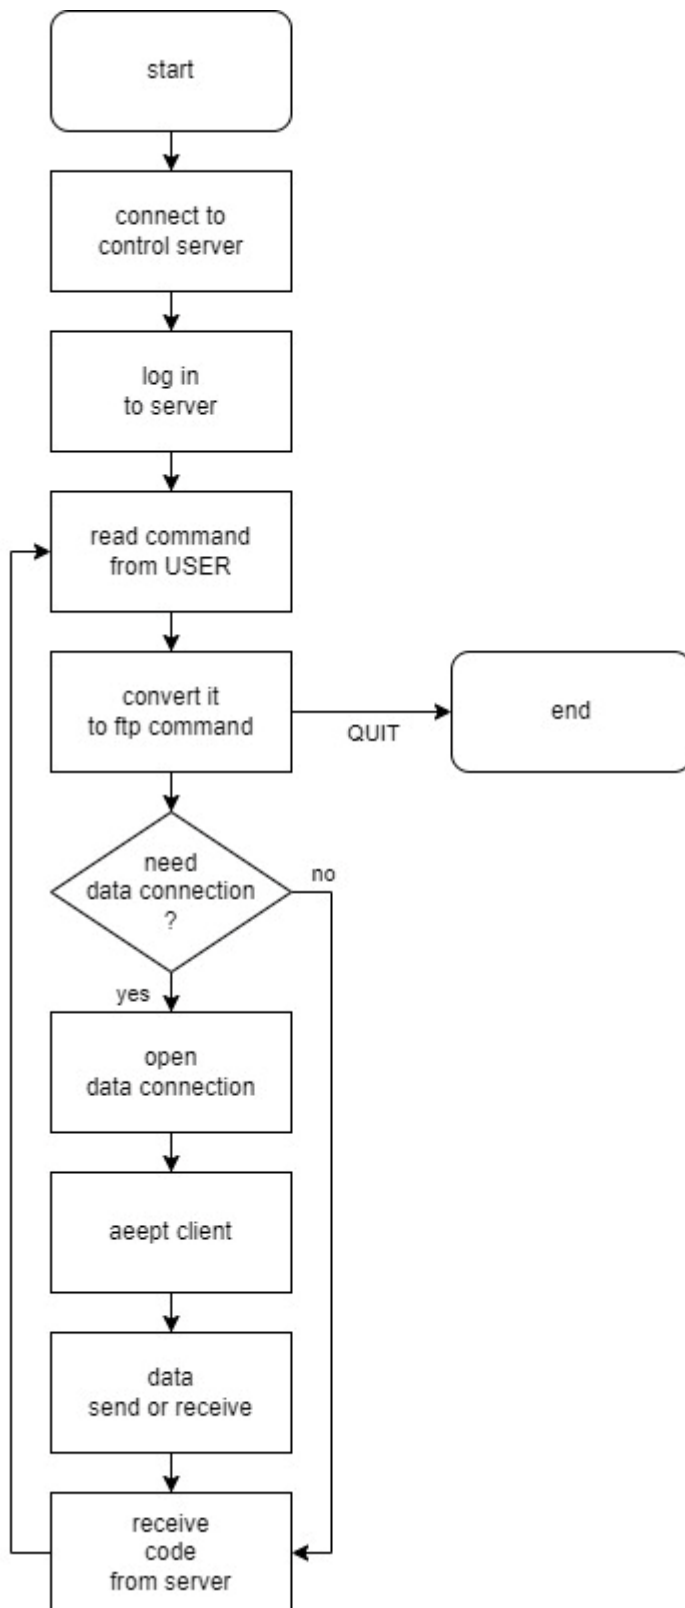 start
connect to
control server
log in
to server
read command
from USER
convert it
to ftp command
QUIT
end
need
data connection
?
no
yes
open
data connection
aeept client
data
send or receive
receive
code
from server